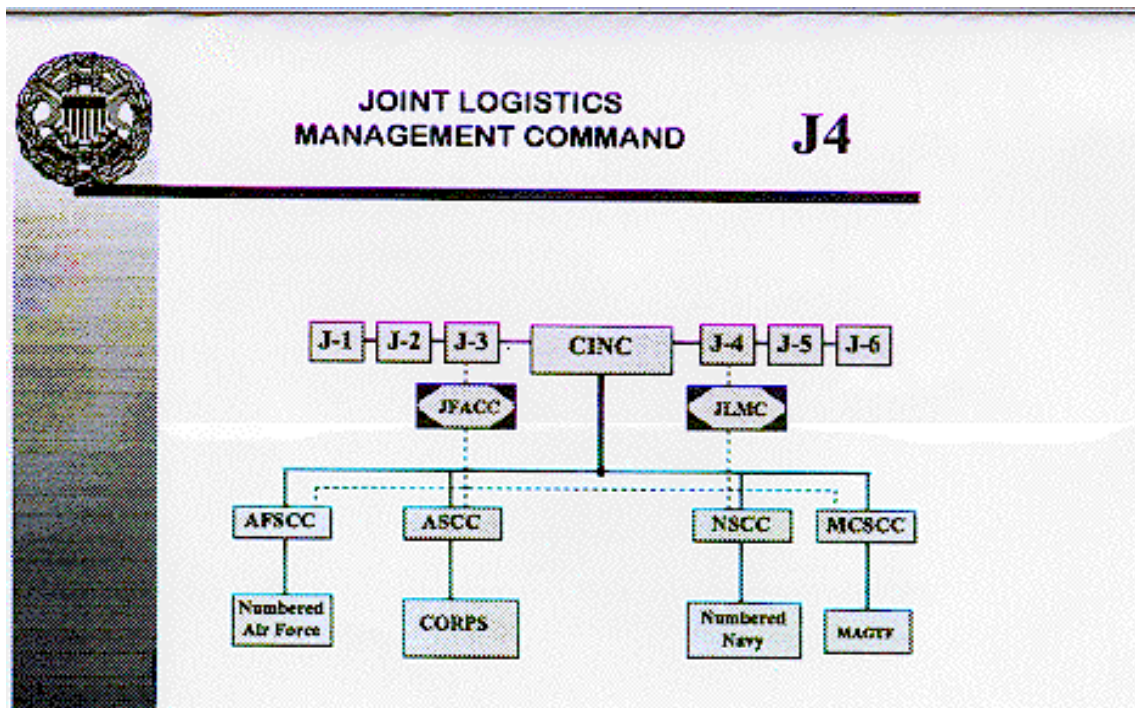 JOINT LOGISTICS
MANAGEMENT COMMAND
J4
J-1
J-2
J-3
CINC
J-4
J-5
J-6
JFACC
JLMC
AFSCC
ASCC
NSCC
MCSCC
Numbered
Air Force
CORPS
Numbered
Navy
MAGTF